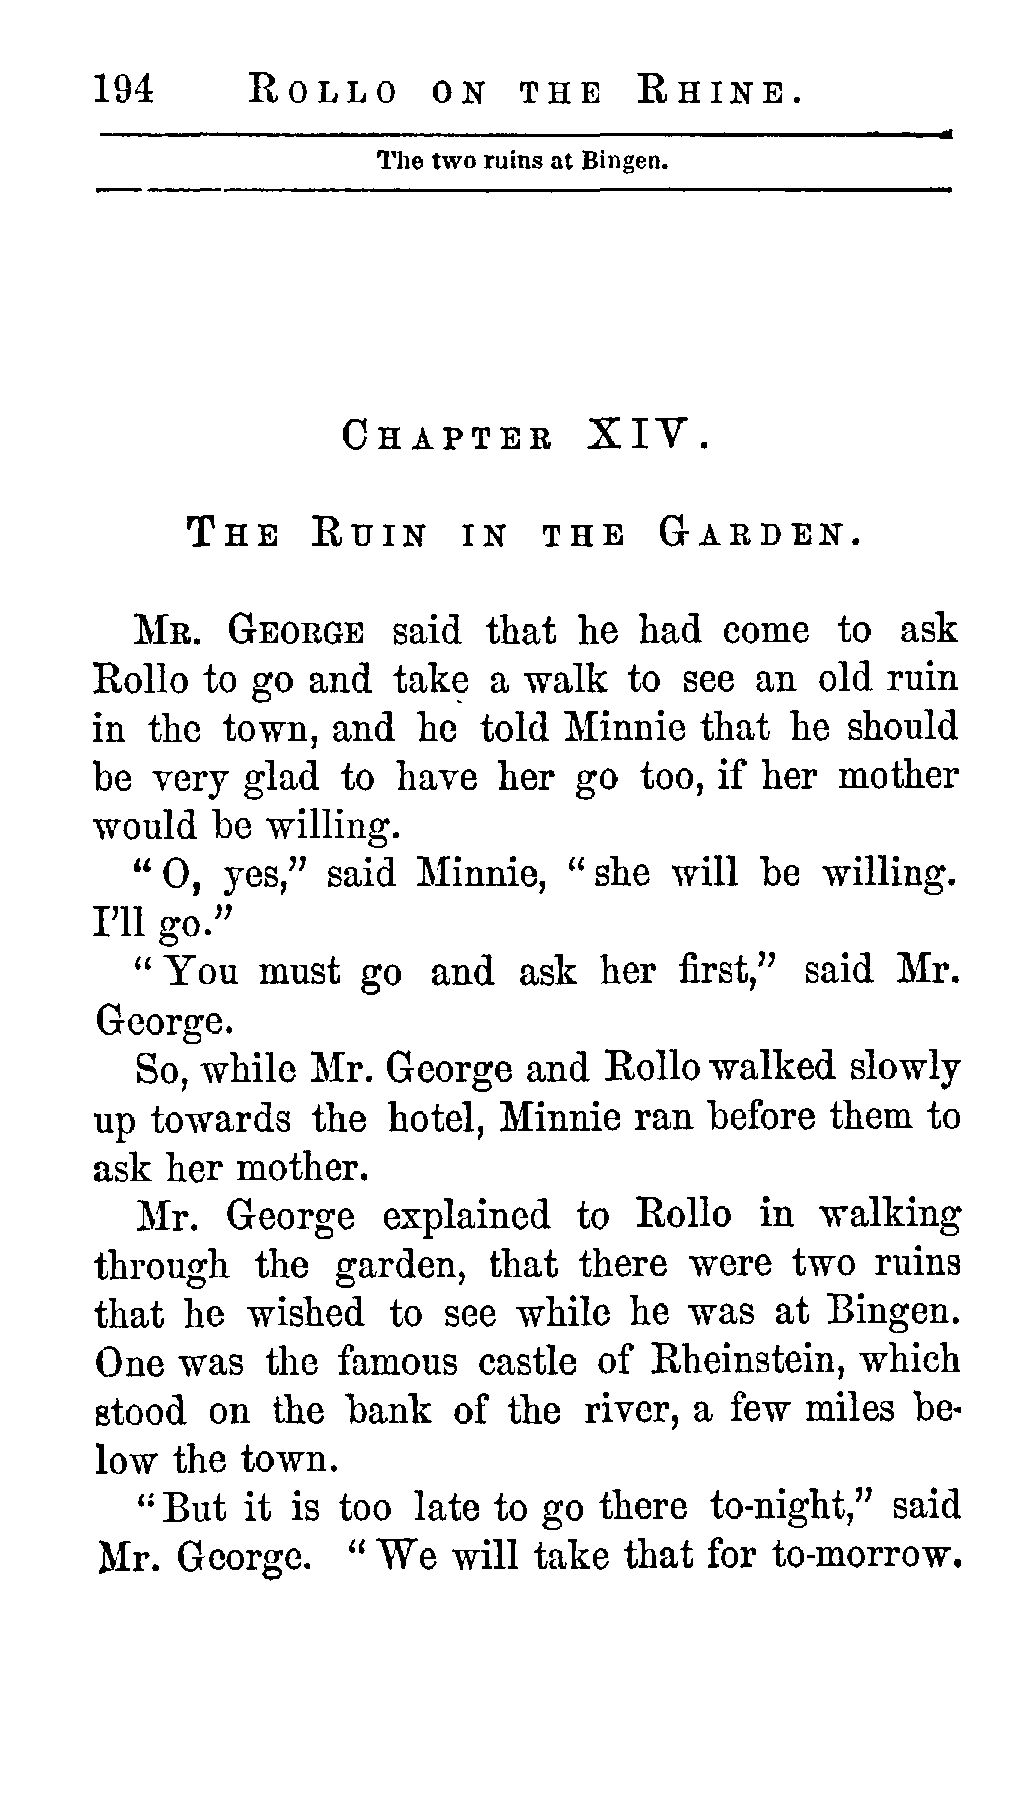 194 ROLLO ON THE RHINE.
The two ruins at Bingen.
CHAPTER XIV.
THE RUIN IN THE GARDEN.
MR. GEORGE said that he had come to ask
Rollo to go and take a walk to see an old ruin
in the town, and he told Minnie that he should
be very glad to have her go too, if her mother
would be willing.
“O, yes,” said Minnie, “she will be willing.
I’ll go.”
“You must go and ask her first,” said Mr.
George.
So, while Mr. George and Rollo walked slowly
up towards the hotel, Minnie ran before them to
ask her mother.
Mr. George explained to Rollo in walking
through the garden, that there were two ruins
that he wished to see while he was at Bingen.
One was the famous castle of Rheinstein, which
stood on the bank of the river, a few miles be-
low the town.
“But it is too late to go there to-night,” said
Mr. George. “We will take that for to-morrow.